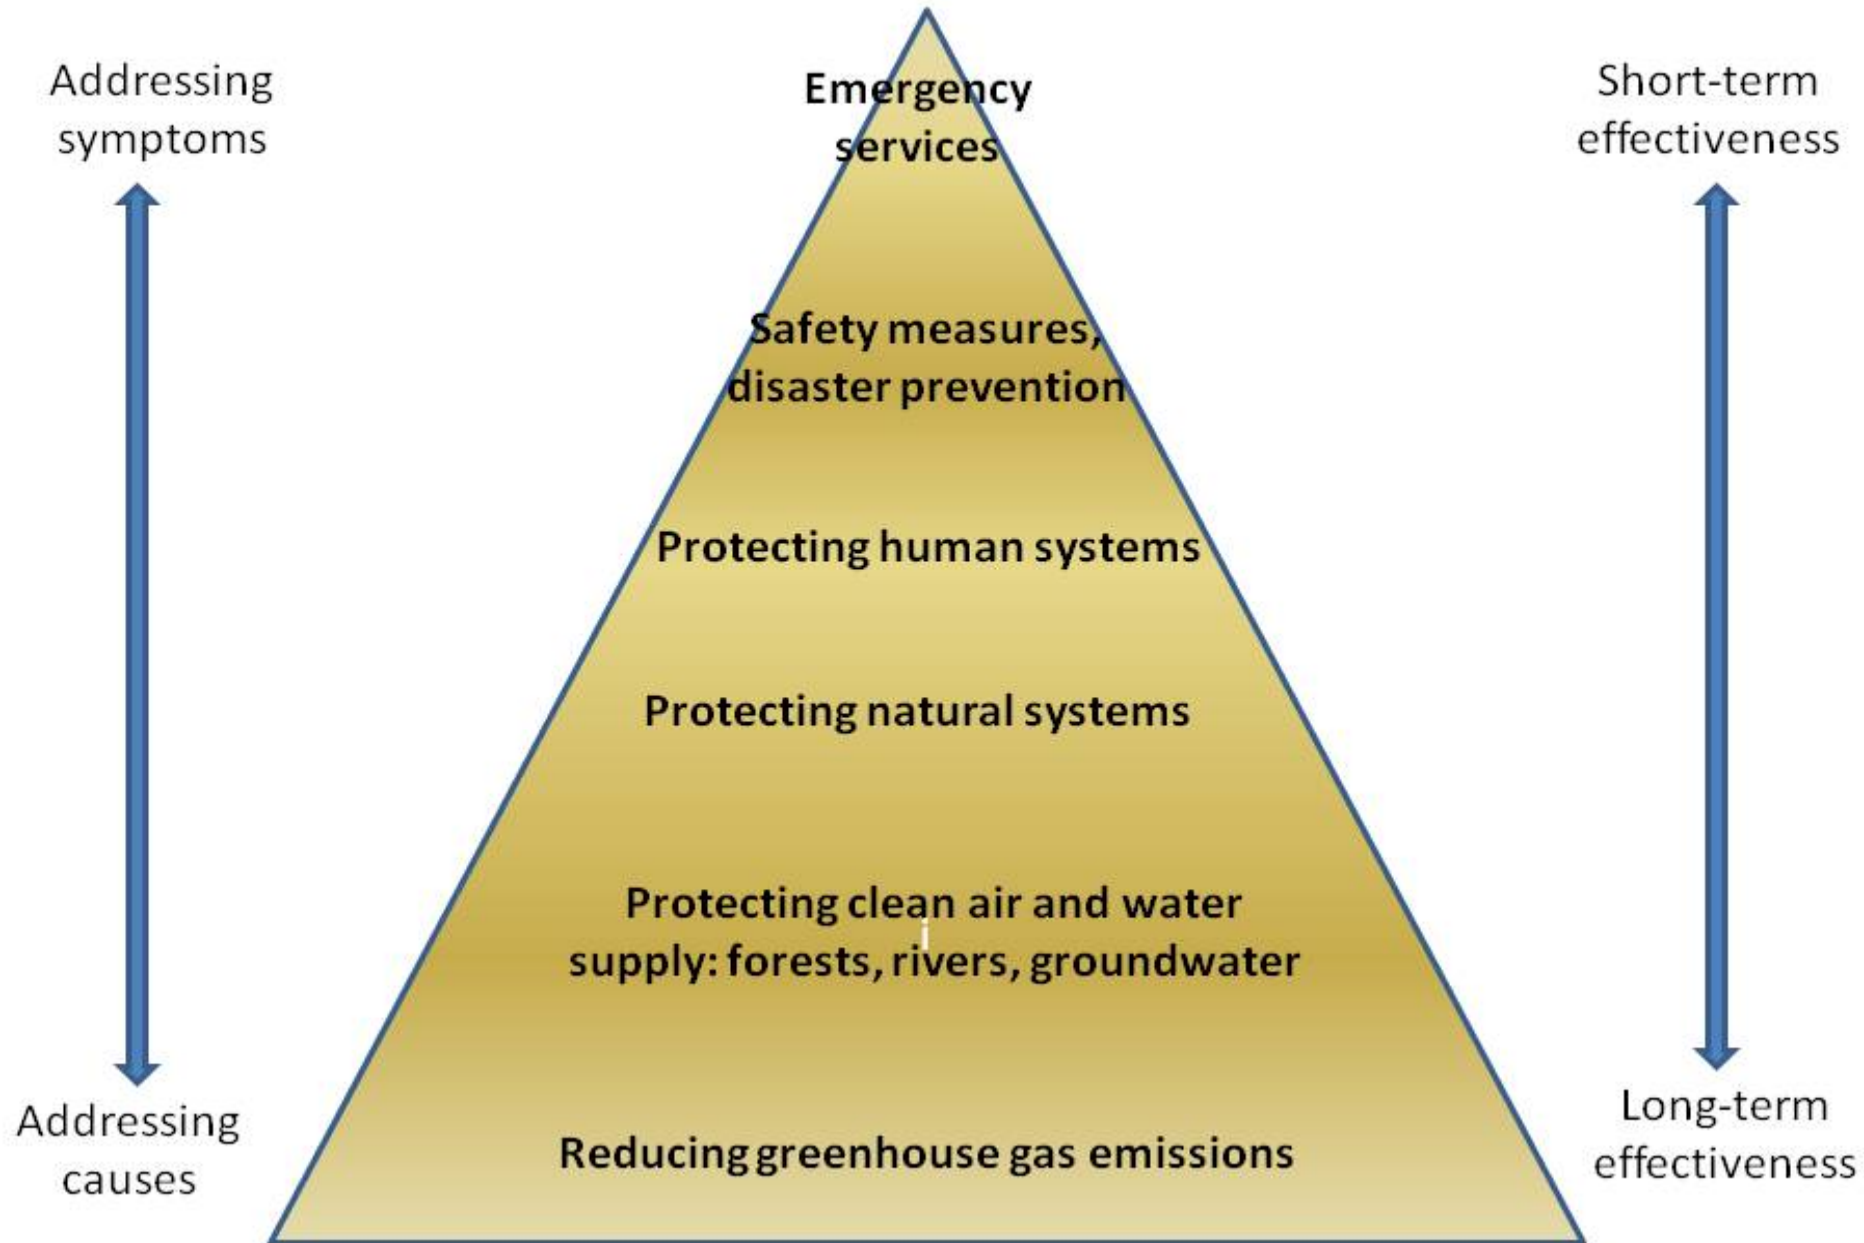 Addressing
symptoms
Short-term
effectiveness
Emergency
services
Safety measures,
disaster prevention
Protecting human systems
Protecting natural systems
Protecting clean air and water
i
supply: forests, rivers, groundwater
Addressing
causes
Long-term
effectiveness
Reducing greenhouse gas emissions